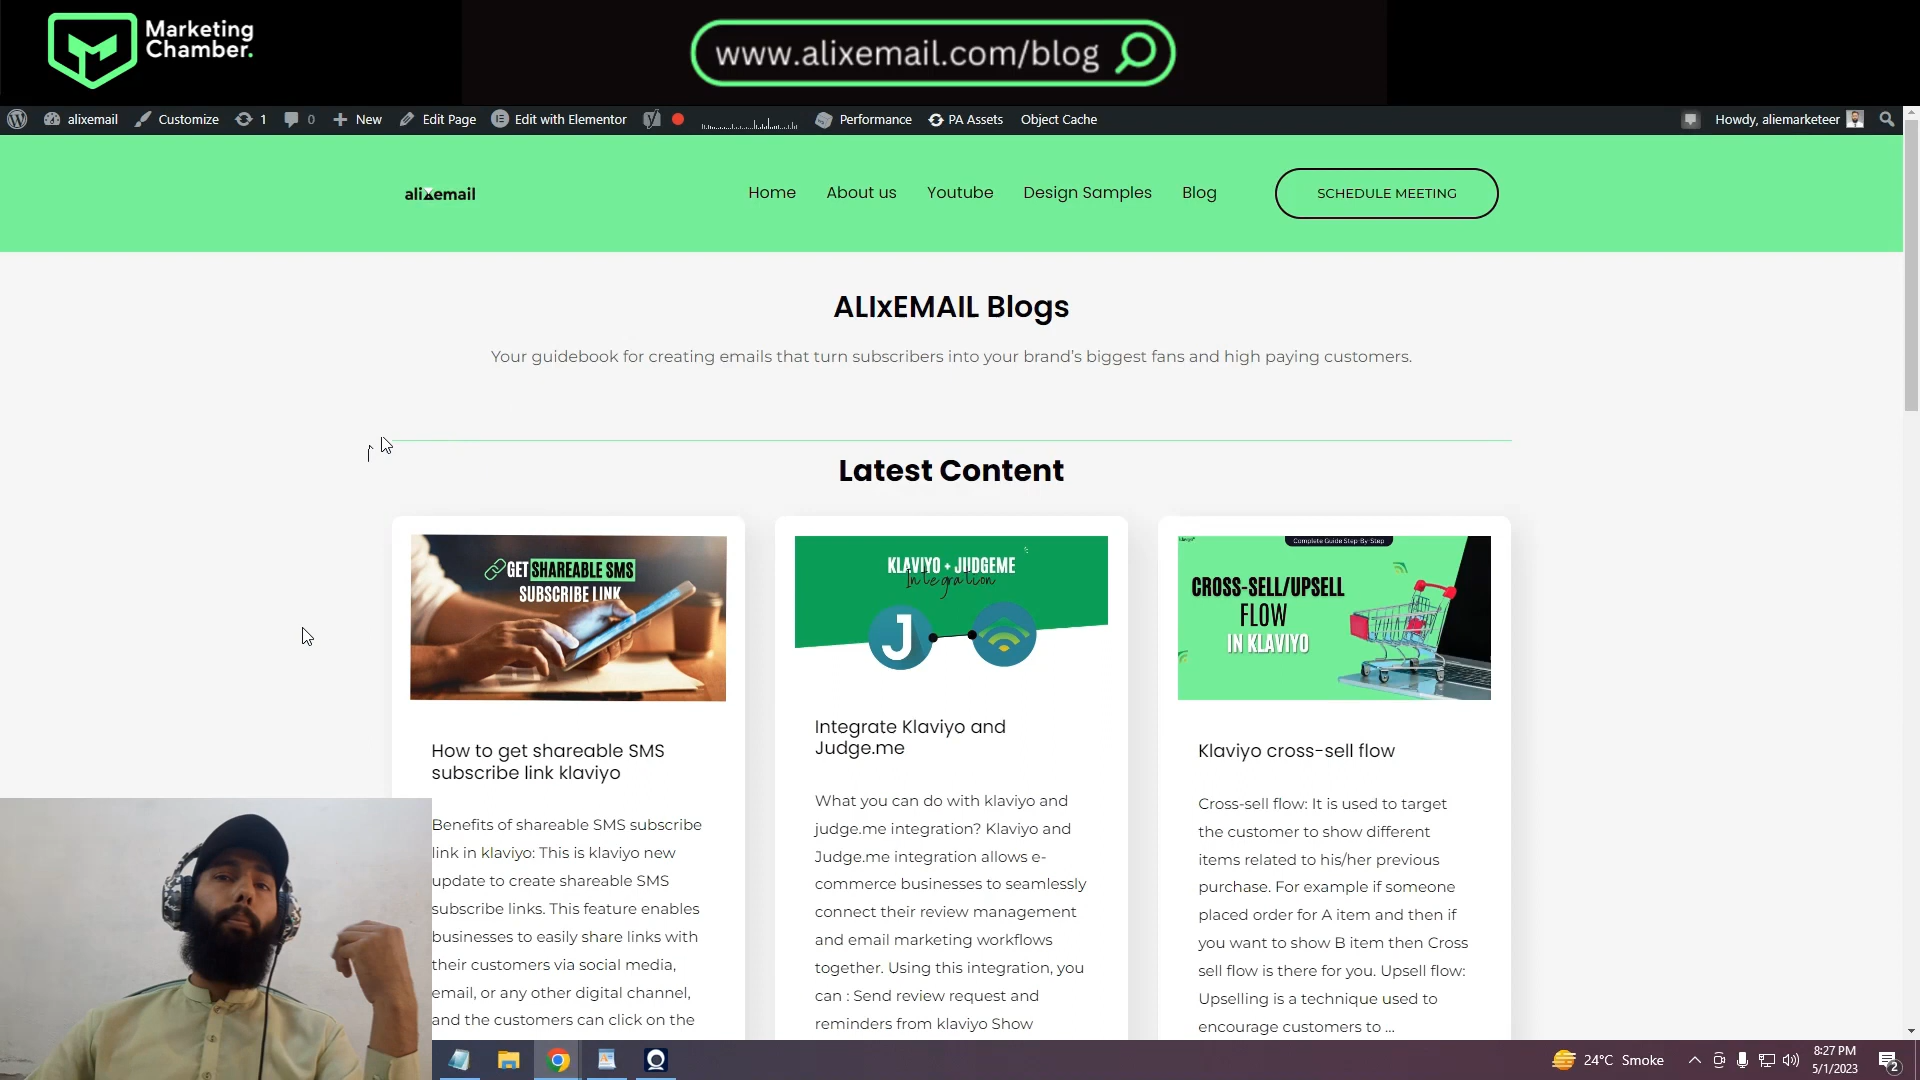 Marketing
Chamber.
www.alixemail.com/blog
alixemail Customize 1 0 New Edit Page Edit with Elementor Performance PA Assets Object Cache Howdy, aliemarketeer
alixemail Home About us Youtube Design Samples Blog SCHEDULE MEETING
ALIxEMAIL Blogs
Your guidebook for creating emails that turn subscribers into your brand's biggest fans and high paying customers.
Latest Content
GET SHAREABLE SMS
SUBSCRIBE LINK
How to get shareable SMS
subscribe link klaviyo
Benefits of shareable SMS subscribe
link in klaviyo: This is klaviyo new
update to create shareable SMS
subscribe links. This feature enables
businesses to easily share links with
their customers via social media,
email, or any other digital channel,
and the customers can click on the
KLAVIYO + JUDGEME
Integration
J
Integrate Klaviyo and
Judge.me
What you can do with klaviyo and
judge.me integration? Klaviyo and
Judge.me integration allows e-
commerce businesses to seamlessly
connect their review management
and email marketing workflows
together. Using this integration, you
can : Send review request and
reminders from klaviyo Show
Complete Guide Step By Step
CROSS-SELL/UPSELL
FLOW
IN KLAVIYO
Klaviyo cross-sell flow
Cross-sell flow: It is used to target
the customer to show different
items related to his/her previous
purchase. For example if someone
placed order for A item and then if
you want to show B item then Cross
sell flow is there for you. Upsell flow:
Upselling is a technique used to
encourage customers to ...
24°C Smoke
8:27 PM
5/1/2023
2